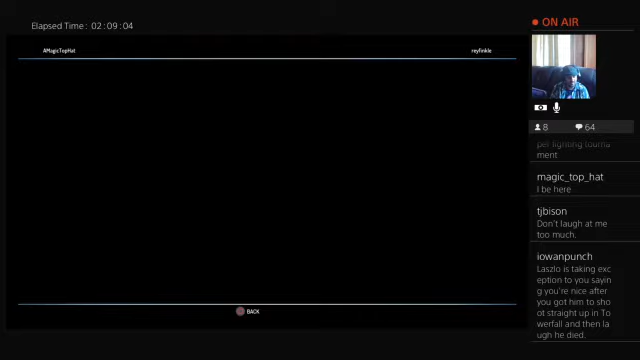 Elapsed Time: 02:09:04
ON AIR
AMagicTopHat
reyfinkle
8
64
per fighting tourna
ment
magic_top_hat
I be here
tjbison
Don't laugh at me
too much.
iowanpunch
Laszlo is taking exc
eption to you sayin
g you're nice after
you got him to sho
ot straight up in To
werfall and then la
ugh he died.
BACK